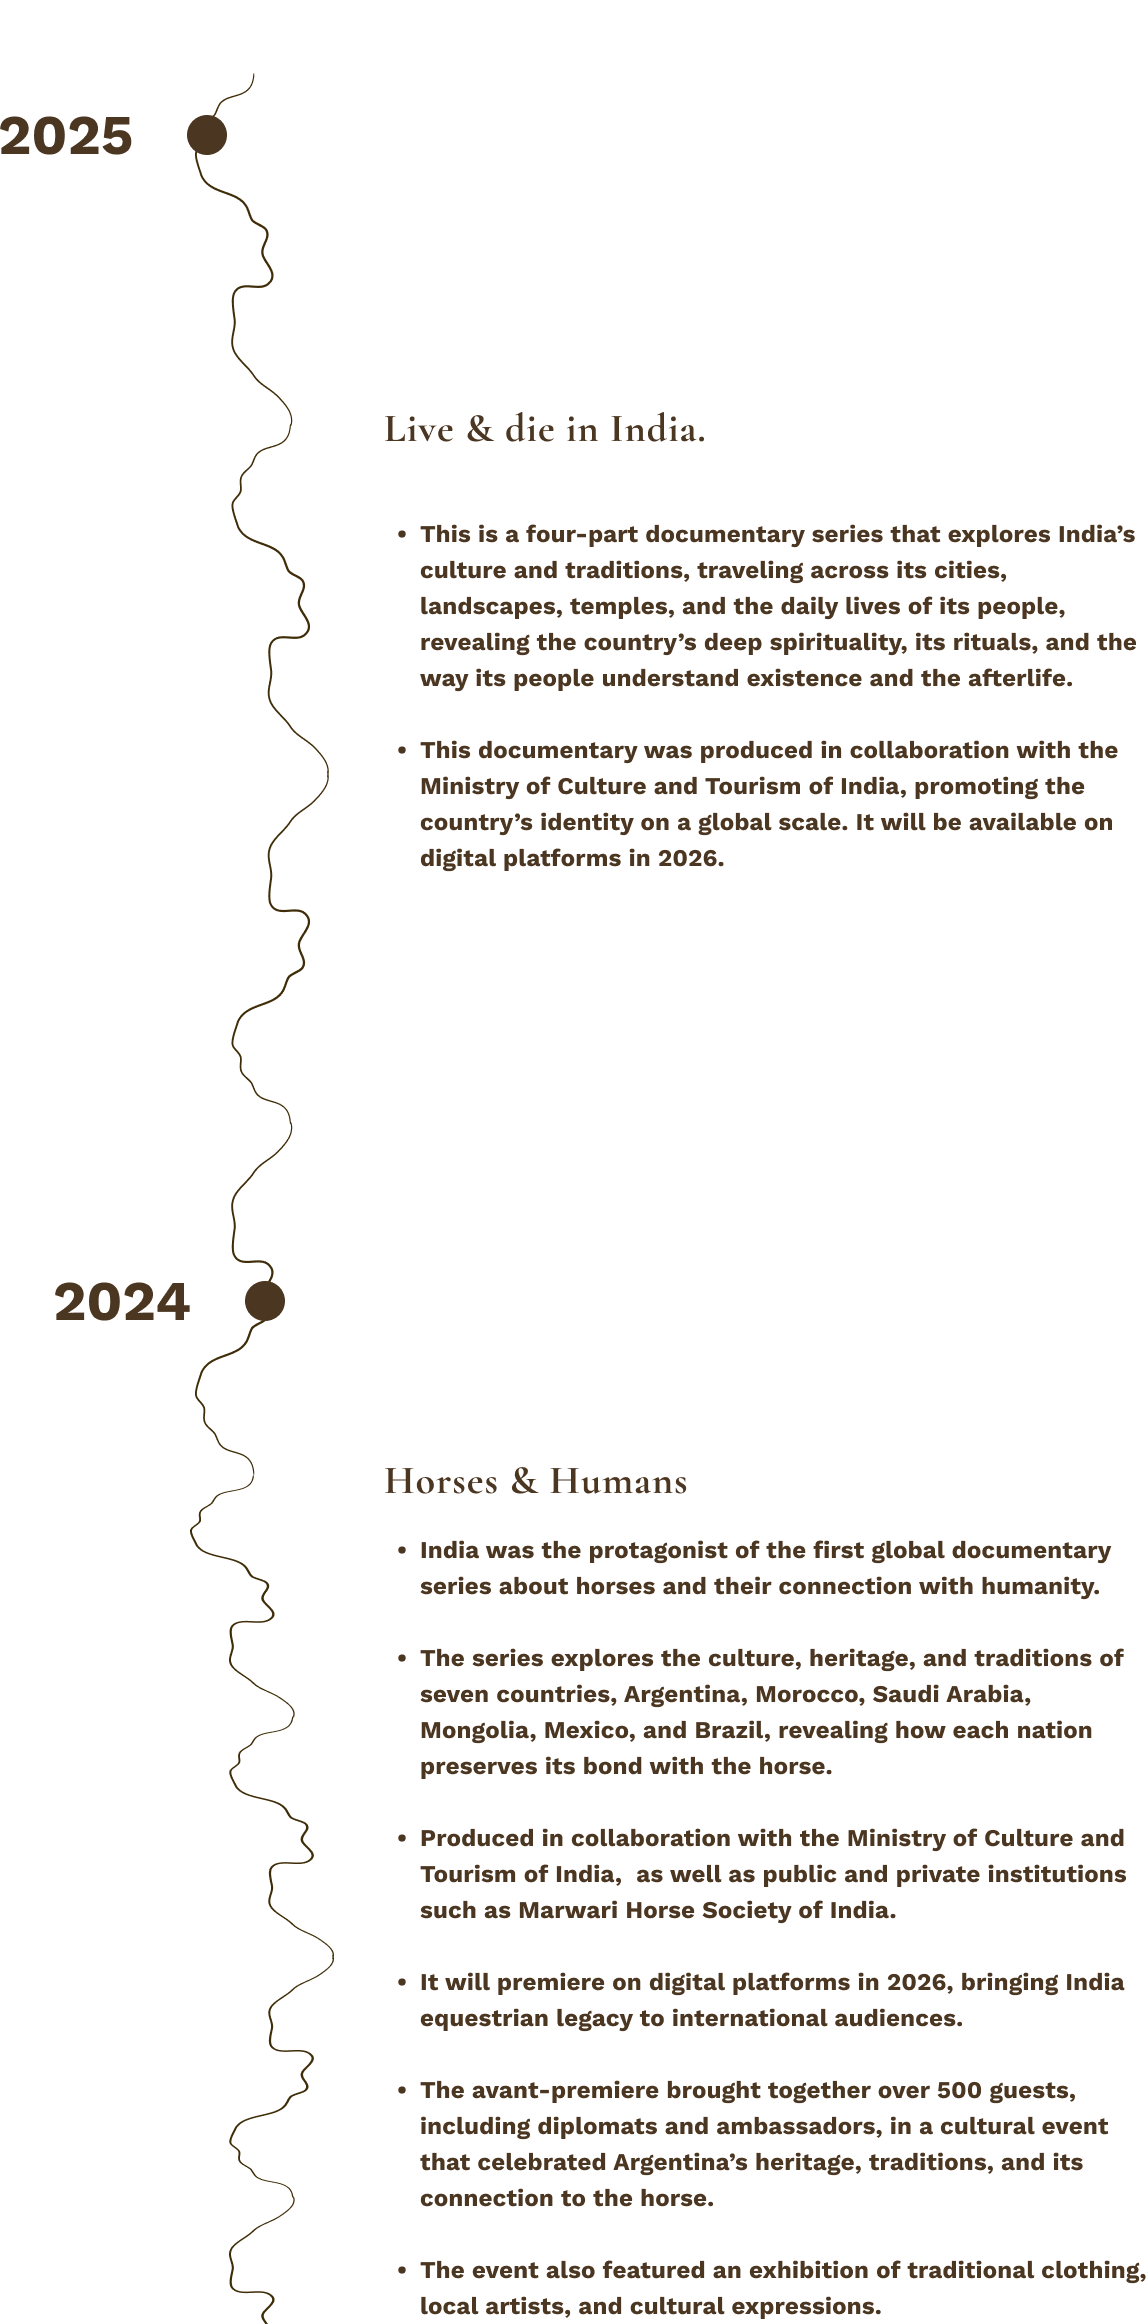 2025
Live & die in India.
• This is a four-part documentary series that explores India’s
culture and traditions, traveling across its cities,
landscapes, temples, and the daily lives of its people,
revealing the country’s deep spirituality, its rituals, and the
way its people understand existence and the afterlife.
• This documentary was produced in collaboration with the
Ministry of Culture and Tourism of India, promoting the
country’s identity on a global scale. It will be available on
digital platforms in 2026.
2024
Horses & Humans
• India was the protagonist of the first global documentary
series about horses and their connection with humanity.
• The series explores the culture, heritage, and traditions of
seven countries, Argentina, Morocco, Saudi Arabia,
Mongolia, Mexico, and Brazil, revealing how each nation
preserves its bond with the horse.
• Produced in collaboration with the Ministry of Culture and
Tourism of India,  as well as public and private institutions
such as Marwari Horse Society of India.
• It will premiere on digital platforms in 2026, bringing India
equestrian legacy to international audiences.
• The avant-premiere brought together over 500 guests,
including diplomats and ambassadors, in a cultural event
that celebrated Argentina’s heritage, traditions, and its
connection to the horse.
• The event also featured an exhibition of traditional clothing,
local artists, and cultural expressions.